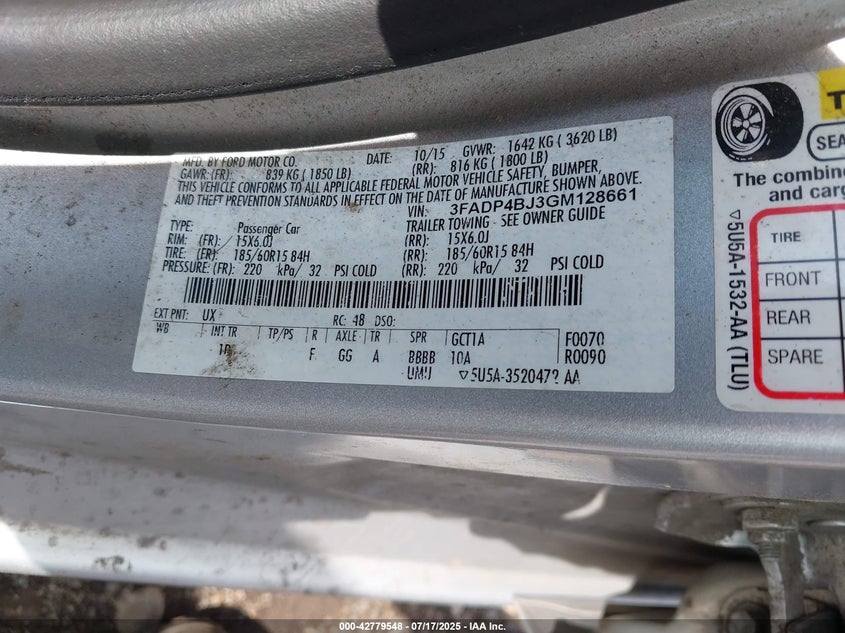 MFD. BY FORD MOTOR CO. DATE: 10/15 GVWR: 1642 KG ( 3620 LB)
GAWR: (FR): 839 KG ( 1850 LB) (RR): 816 KG ( 1800 LB)
THIS VEHICLE CONFORMS TO ALL APPLICABLE FEDERAL MOTOR VEHICLE SAFETY, BUMPER,
AND THEFT PREVENTION STANDARDS IN EFFECT ON THE DATE OF MANUFACTURE SHOWN ABOVE.
VIN: 3FADP4BJ3GM128661
TYPE: Passenger Car TRAILER TOWING - SEE OWNER GUIDE
RIM: (FR): 15X6.0J (RR): 15X6.0J
TIRE: (FR): 185/60R15 84H (RR): 185/60R15 84H
PRESSURE: (FR): 220 kPa/ 32 PSI COLD (RR): 220 kPa/ 32 PSI COLD
EXT PNT: UX RC: 48 DSO:
WB INT TR TP/PS R AXLE TR SPR GCT1A F0070
F GG A BBBB 10A R0090
▽5U5A-3520472 AA
SEA
The combine
and carg
TIRE
FRONT
REAR
SPARE
▽5U5A-1532-AA (TLU)
000-42779548 - 07/17/2025 - IAA Inc.